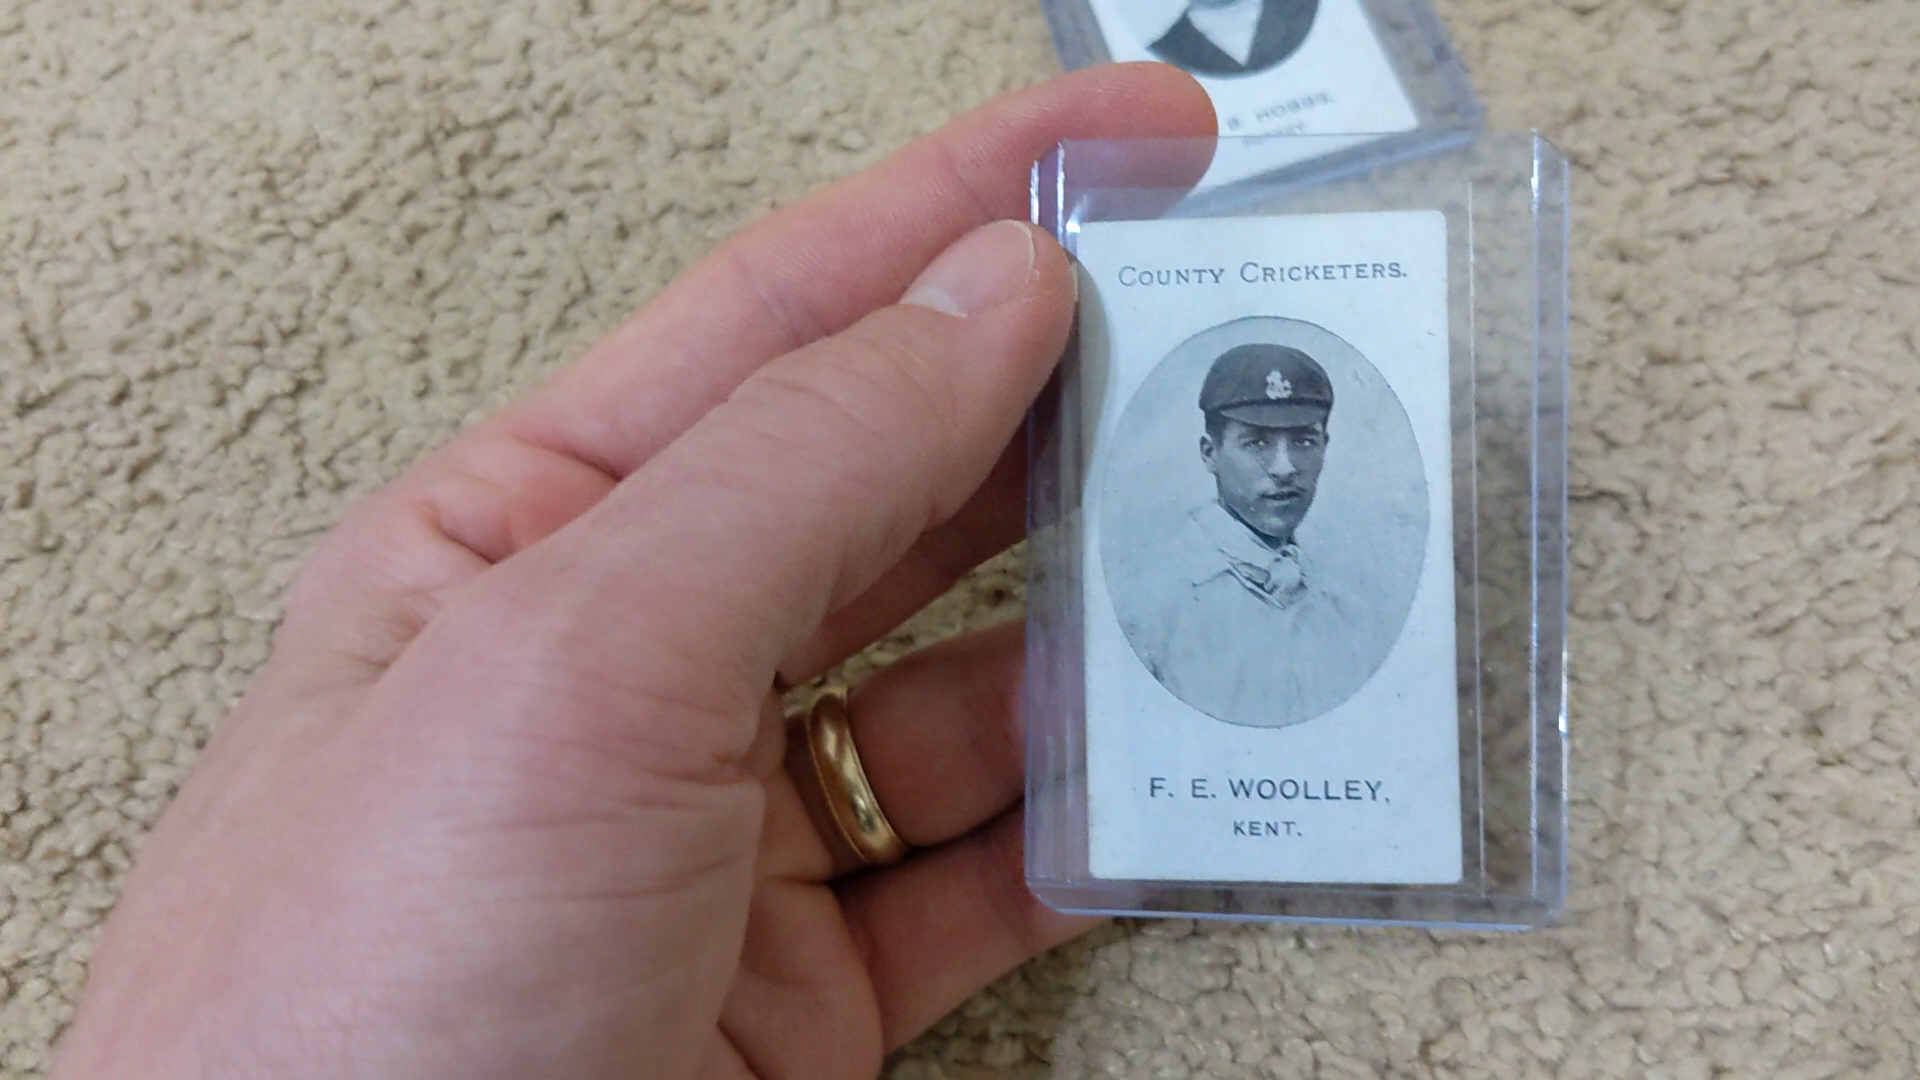 B. HOBBS,
COUNTY CRICKETERS.
F. E. WOOLLEY,
KENT.